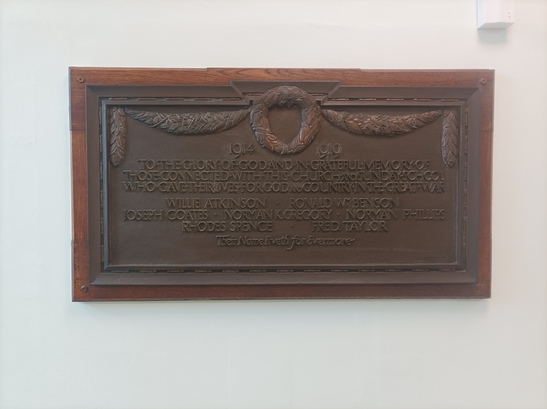 1914 1919
TO THE GLORY OF GOD AND IN GRATEFUL MEMORY OF
THOSE CONNECTED WITH THIS CHURCH AND SUNDAY SCHOOL
WHO GAVE THEIR LIVES FOR GOD AND COUNTRY IN THE GREAT WAR
WILLIE ATKINSON · RONALD W. BENSON
JOSEPH COATES · NORMAN GREGORY · NORMAN PHILLIPS
RHODES SPENCE · FRED TAYLOR
Their Name liveth for Evermore